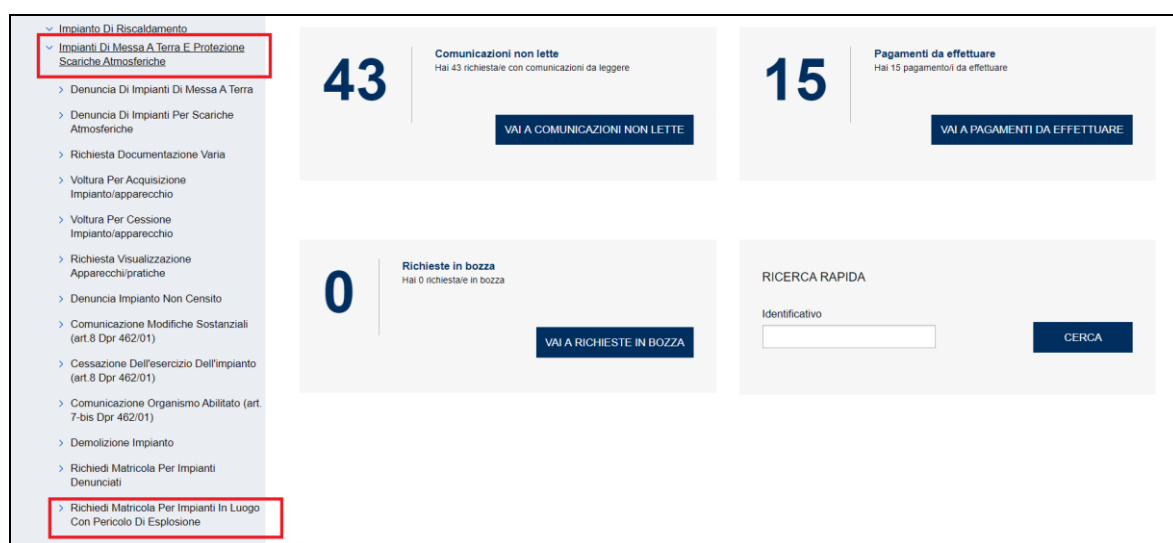 Impianto Di Riscaldamento
Impianti Di Messa A Terra E Protezione
Scariche Atmosferiche
Denuncia Di Impianti Di Messa A Terra
Denuncia Di Impianti Per Scariche
Atmosferiche
Richiesta Documentazione Varia
Voltura Per Acquisizione
Impianto/apparecchio
Voltura Per Cessione
Impianto/apparecchio
Richiesta Visualizzazione
Apparecchi/pratiche
Denuncia Impianto Non Censito
Comunicazione Modifiche Sostanziali
(art.8 Dpr 462/01)
Cessazione Dell'esercizio Dell'impianto
(art.8 Dpr 462/01)
Comunicazione Organismo Abilitato (art.
7-bis Dpr 462/01)
Demolizione Impianto
Richiedi Matricola Per Impianti
Denunciati
Richiedi Matricola Per Impianti In Luogo
Con Pericolo Di Esplosione
43
Comunicazioni non lette
Hai 43 richiesta/e con comunicazioni da leggere
VAI A COMUNICAZIONI NON LETTE
15
Pagamenti da effettuare
Hai 15 pagamento/i da effettuare
VAI A PAGAMENTI DA EFFETTUARE
0
Richieste in bozza
Hai 0 richiesta/e in bozza
VAI A RICHIESTE IN BOZZA
RICERCA RAPIDA
Identificativo
CERCA